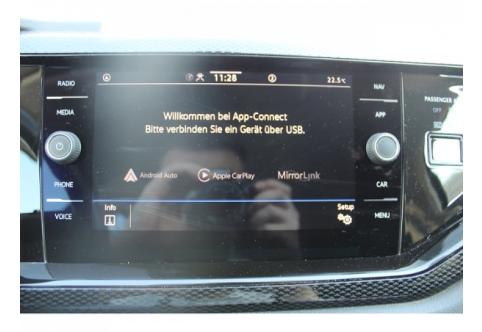 11:28
2
22.5°C
RADIO
MEDIA
PHONE
VOICE
NAV
APP
CAR
MENU
PASSENGER
OFF
Willkommen bei App-Connect
Bitte verbinden Sie ein Gerät über USB.
Android Auto
Apple CarPlay
MirrorLink
Info
Setup